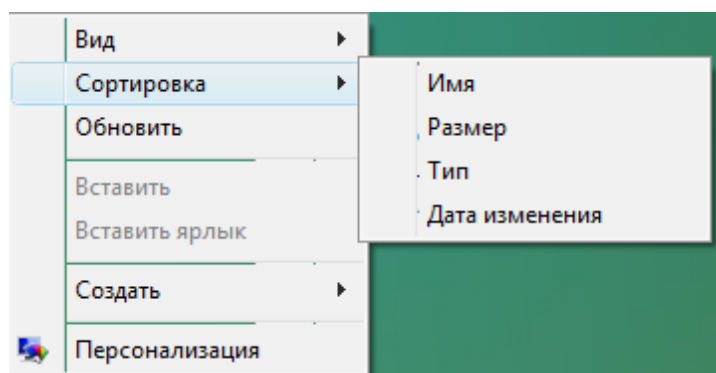 Вид
Сортировка
Обновить
Вставить
Вставить ярлык
Создать
Персонализация
Имя
Размер
Тип
Дата изменения